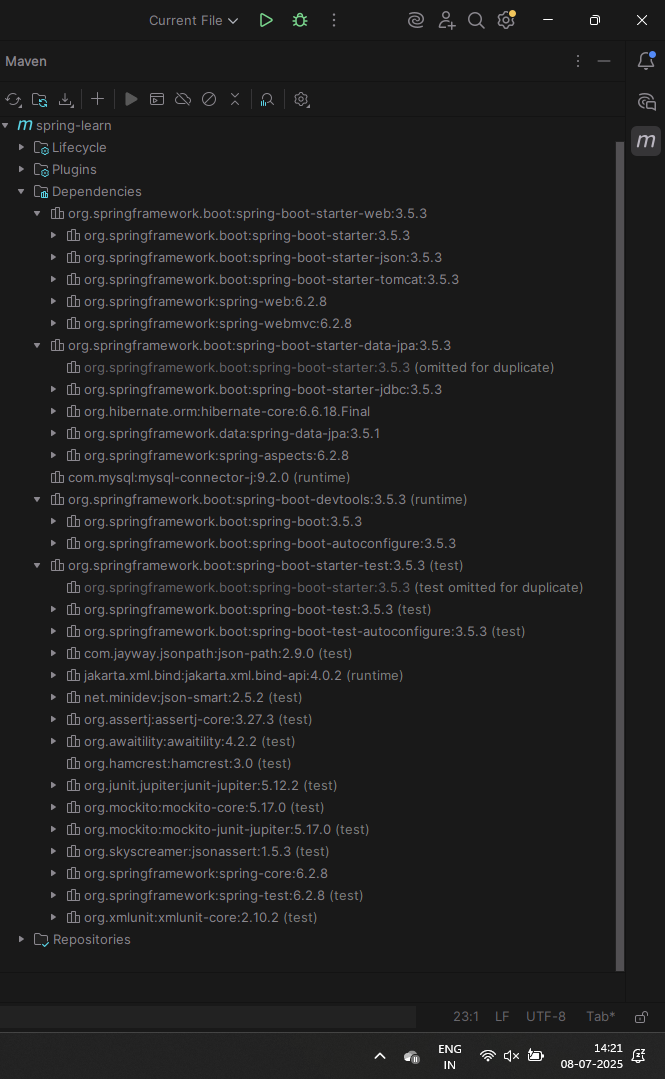 Current File
Maven
m spring-learn
Lifecycle
m
Plugins
Dependencies
org.springframework.boot:spring-boot-starter-web:3.5.3
org.springframework.boot:spring-boot-starter:3.5.3
org.springframework.boot:spring-boot-starter-json:3.5.3
org.springframework.boot:spring-boot-starter-tomcat:3.5.3
org.springframework:spring-web:6.2.8
org.springframework:spring-webmvc:6.2.8
org.springframework.boot:spring-boot-starter-data-jpa:3.5.3
org.springframework.boot:spring-boot-starter:3.5.3 (omitted for duplicate)
org.springframework.boot:spring-boot-starter-jdbc:3.5.3
org.hibernate.orm:hibernate-core:6.6.18.Final
org.springframework.data:spring-data-jpa:3.5.1
org.springframework:spring-aspects:6.2.8
com.mysql:mysql-connector-j:9.2.0 (runtime)
org.springframework.boot:spring-boot-devtools:3.5.3 (runtime)
org.springframework.boot:spring-boot:3.5.3
org.springframework.boot:spring-boot-autoconfigure:3.5.3
org.springframework.boot:spring-boot-starter-test:3.5.3 (test)
org.springframework.boot:spring-boot-starter:3.5.3 (test omitted for duplicate)
org.springframework.boot:spring-boot-test:3.5.3 (test)
org.springframework.boot:spring-boot-test-autoconfigure:3.5.3 (test)
com.jayway.jsonpath:json-path:2.9.0 (test)
jakarta.xml.bind:jakarta.xml.bind-api:4.0.2 (runtime)
net.minidev:json-smart:2.5.2 (test)
org.assertj:assertj-core:3.27.3 (test)
org.awaitility:awaitility:4.2.2 (test)
org.hamcrest:hamcrest:3.0 (test)
org.junit.jupiter:junit-jupiter:5.12.2 (test)
org.mockito:mockito-core:5.17.0 (test)
org.mockito:mockito-junit-jupiter:5.17.0 (test)
org.skyscreamer:jsonassert:1.5.3 (test)
org.springframework:spring-core:6.2.8
org.springframework:spring-test:6.2.8 (test)
org.xmlunit:xmlunit-core:2.10.2 (test)
Repositories
23:1 LF UTF-8 Tab*
ENG
IN
14:21
08-07-2025